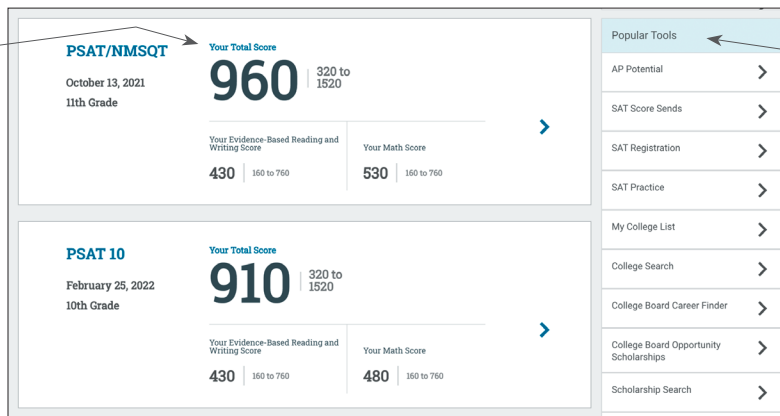 PSAT/NMSQT
October 13, 2021
11th Grade
Your Total Score
960
320 to
1520
Your Evidence-Based Reading and
Writing Score
430 160 to 760
Your Math Score
530 160 to 760
PSAT 10
February 25, 2022
10th Grade
Your Total Score
910
320 to
1520
Your Evidence-Based Reading and
Writing Score
430 160 to 760
Your Math Score
480 160 to 760
Popular Tools
AP Potential
SAT Score Sends
SAT Registration
SAT Practice
My College List
College Search
College Board Career Finder
College Board Opportunity
Scholarships
Scholarship Search